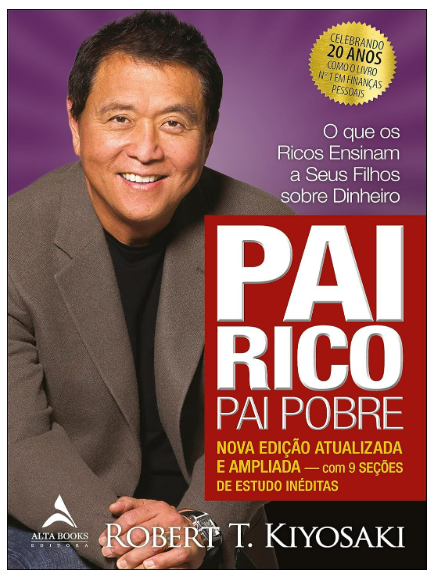 CELEBRANDO
20 ANOS
COMO O LIVRO
Nº 1 EM FINANÇAS
PESSOAIS
O que os
Ricos Ensinam
a Seus Filhos
sobre Dinheiro
PAI
RICO
PAI POBRE
NOVA EDIÇÃO ATUALIZADA
E AMPLIADA — com 9 SEÇÕES
DE ESTUDO INÉDITAS
ALTA BOOKS
EDITORA
ROBERT T. KIYOSAKI